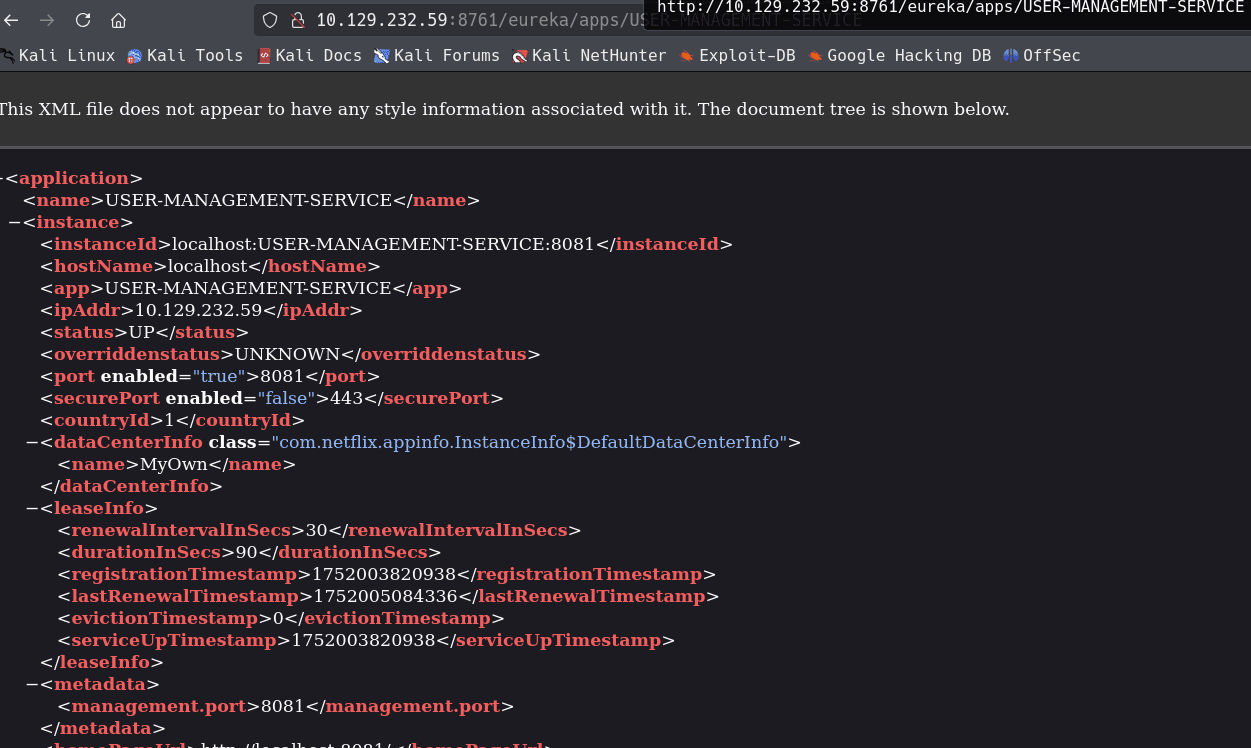 http://10.129.232.59:8761/eureka/apps/USER-MANAGEMENT-SERVICE
10.129.232.59:8761/eureka/apps/USER-MANAGEMENT-SERVICE
Kali Linux Kali Tools Kali Docs Kali Forums Kali NetHunter Exploit-DB Google Hacking DB OffSec
This XML file does not appear to have any style information associated with it. The document tree is shown below.
−<application>
<name>USER-MANAGEMENT-SERVICE</name>
−<instance>
<instanceId>localhost:USER-MANAGEMENT-SERVICE:8081</instanceId>
<hostName>localhost</hostName>
<app>USER-MANAGEMENT-SERVICE</app>
<ipAddr>10.129.232.59</ipAddr>
<status>UP</status>
<overriddenstatus>UNKNOWN</overriddenstatus>
<port enabled="true">8081</port>
<securePort enabled="false">443</securePort>
<countryId>1</countryId>
−<dataCenterInfo class="com.netflix.appinfo.InstanceInfo$DefaultDataCenterInfo">
<name>MyOwn</name>
</dataCenterInfo>
−<leaseInfo>
<renewalIntervalInSecs>30</renewalIntervalInSecs>
<durationInSecs>90</durationInSecs>
<registrationTimestamp>1752003820938</registrationTimestamp>
<lastRenewalTimestamp>1752005084336</lastRenewalTimestamp>
<evictionTimestamp>0</evictionTimestamp>
<serviceUpTimestamp>1752003820938</serviceUpTimestamp>
</leaseInfo>
−<metadata>
<management.port>8081</management.port>
</metadata>
<homePageUrl>http://localhost:8081/</homePageUrl>